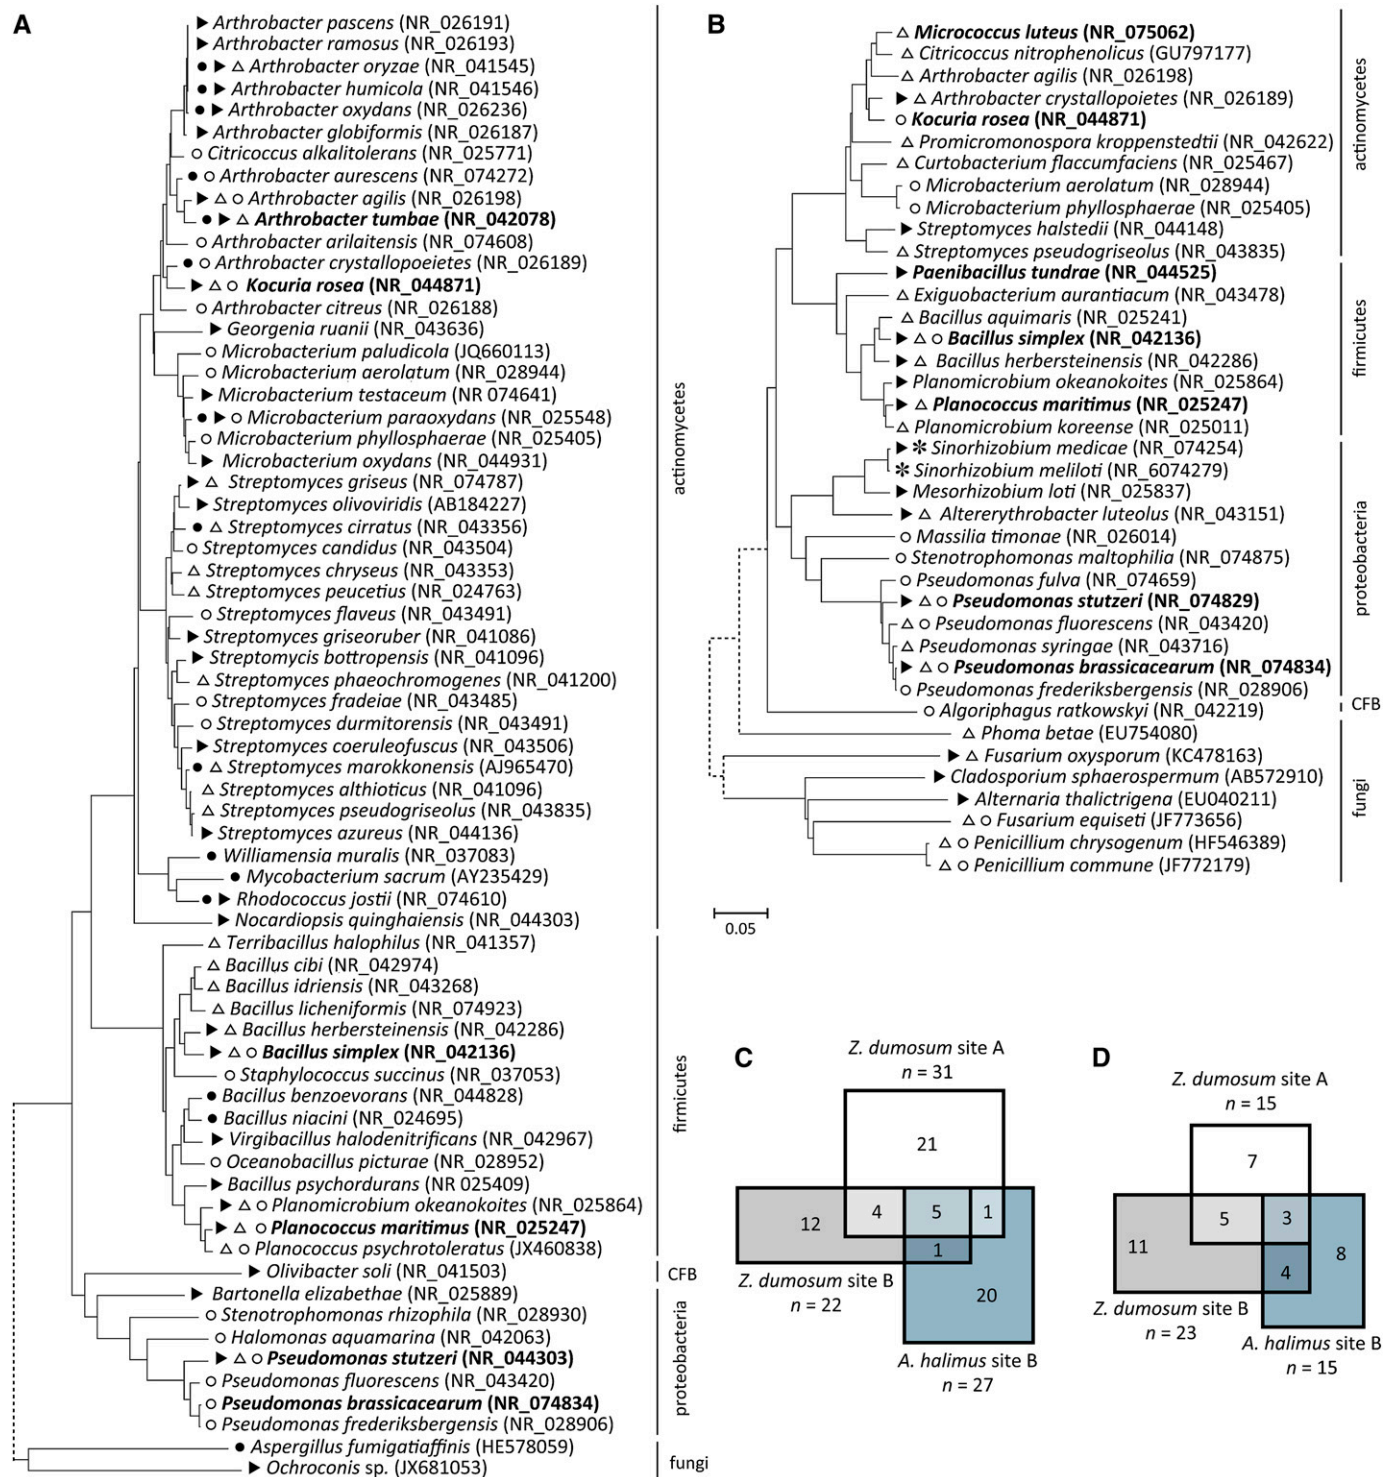 A
Arthrobacter pascens (NR_026191)
Arthrobacter ramosus (NR_026193)
Arthrobacter oryzae (NR_041545)
Arthrobacter humicola (NR_041546)
Arthrobacter oxydans (NR_026236)
Arthrobacter globiformis (NR_026187)
Citricoccus alkalitolerans (NR_025771)
Arthrobacter aurescens (NR_074272)
Arthrobacter agilis (NR_026198)
Arthrobacter tumbae (NR_042078)
Arthrobacter arilaitensis (NR_074608)
Arthrobacter crystallopoeietes (NR_026189)
Kocuria rosea (NR_044871)
Arthrobacter citreus (NR_026188)
Georgenia ruanii (NR_043636)
Microbacterium paludicola (JQ660113)
Microbacterium aerolatum (NR_028944)
Microbacterium testaceum (NR 074641)
Microbacterium paraoxydans (NR_025548)
Microbacterium phyllosphaerae (NR_025405)
Microbacterium oxydans (NR_044931)
Streptomyces griseus (NR_074787)
Streptomyces olivoviridis (AB184227)
Streptomyces cirratus (NR_043356)
Streptomyces candidus (NR_043504)
Streptomyces chryseus (NR_043353)
Streptomyces peucetius (NR_024763)
Streptomyces flaveus (NR_043491)
Streptomyces griseoruber (NR_041086)
Streptomycis bottropensis (NR_041096)
Streptomyces phaeochromogenes (NR_041200)
Streptomyces fradeiae (NR_043485)
Streptomyces durmitorensis (NR_043491)
Streptomyces coeruleofuscus (NR_043506)
Streptomyces marokkonensis (AJ965470)
Streptomyces althioticus (NR_041096)
Streptomyces pseudogriseolus (NR_043835)
Streptomyces azureus (NR_044136)
Williamensia muralis (NR_037083)
Mycobacterium sacrum (AY235429)
Rhodococcus jostii (NR_074610)
Nocardiopsis quinghaiensis (NR_044303)
actinomycetes
Terribacillus halophilus (NR_041357)
Bacillus cibi (NR_042974)
Bacillus idriensis (NR_043268)
Bacillus licheniformis (NR_074923)
Bacillus herbersteinensis (NR_042286)
Bacillus simplex (NR_042136)
Staphylococcus succinus (NR_037053)
Bacillus benzoevorans (NR_044828)
Bacillus niacini (NR_024695)
Virgibacillus halodenitrificans (NR_042967)
Oceanobacillus picturae (NR_028952)
Bacillus psychordurans (NR 025409)
Planomicrobium okeanokoites (NR_025864)
Planococcus maritimus (NR_025247)
Planococcus psychrotoleratus (JX460838)
firmicutes
Olivibacter soli (NR_041503)
CFB
Bartonella elizabethae (NR_025889)
Stenotrophomonas rhizophila (NR_028930)
Halomonas aquamarina (NR_042063)
Pseudomonas stutzeri (NR_044303)
Pseudomonas fluorescens (NR_043420)
Pseudomonas brassicacearum (NR_074834)
Pseudomonas frederiksbergensis (NR_028906)
proteobacteria
Aspergillus fumigatiaffinis (HE578059)
Ochroconis sp. (JX681053)
fungi
B
Micrococcus luteus (NR_075062)
Citricoccus nitrophenolicus (GU797177)
Arthrobacter agilis (NR_026198)
Arthrobacter crystallopoietes (NR_026189)
Kocuria rosea (NR_044871)
Promicromonospora kroppenstedtii (NR_042622)
Curtobacterium flaccumfaciens (NR_025467)
Microbacterium aerolatum (NR_028944)
Microbacterium phyllosphaerae (NR_025405)
Streptomyces halstedii (NR_044148)
Streptomyces pseudogriseolus (NR_043835)
actinomycetes
Paenibacillus tundrae (NR_044525)
Exiguobacterium aurantiacum (NR_043478)
Bacillus aquimaris (NR_025241)
Bacillus simplex (NR_042136)
Bacillus herbersteinensis (NR_042286)
Planomicrobium okeanokoites (NR_025864)
Planococcus maritimus (NR_025247)
Planomicrobium koreense (NR_025011)
firmicutes
✻ Sinorhizobium medicae (NR_074254)
✻ Sinorhizobium meliloti (NR_6074279)
Mesorhizobium loti (NR_025837)
Altererythrobacter luteolus (NR_043151)
Massilia timonae (NR_026014)
Stenotrophomonas maltophilia (NR_074875)
Pseudomonas fulva (NR_074659)
Pseudomonas stutzeri (NR_074829)
Pseudomonas fluorescens (NR_043420)
Pseudomonas syringae (NR_043716)
Pseudomonas brassicacearum (NR_074834)
Pseudomonas frederiksbergensis (NR_028906)
proteobacteria
Algoriphagus ratkowskyi (NR_042219)
CFB
Phoma betae (EU754080)
Fusarium oxysporum (KC478163)
Cladosporium sphaerospermum (AB572910)
Alternaria thalictrigena (EU040211)
Fusarium equiseti (JF773656)
Penicillium chrysogenum (HF546389)
Penicillium commune (JF772179)
fungi
0.05
C
Z. dumosum site A
n = 31
21
12
4
5
1
1
20
Z. dumosum site B
n = 22
A. halimus site B
n = 27
D
Z. dumosum site A
n = 15
7
5
3
11
8
4
Z. dumosum site B
n = 23
A. halimus site B
n = 15